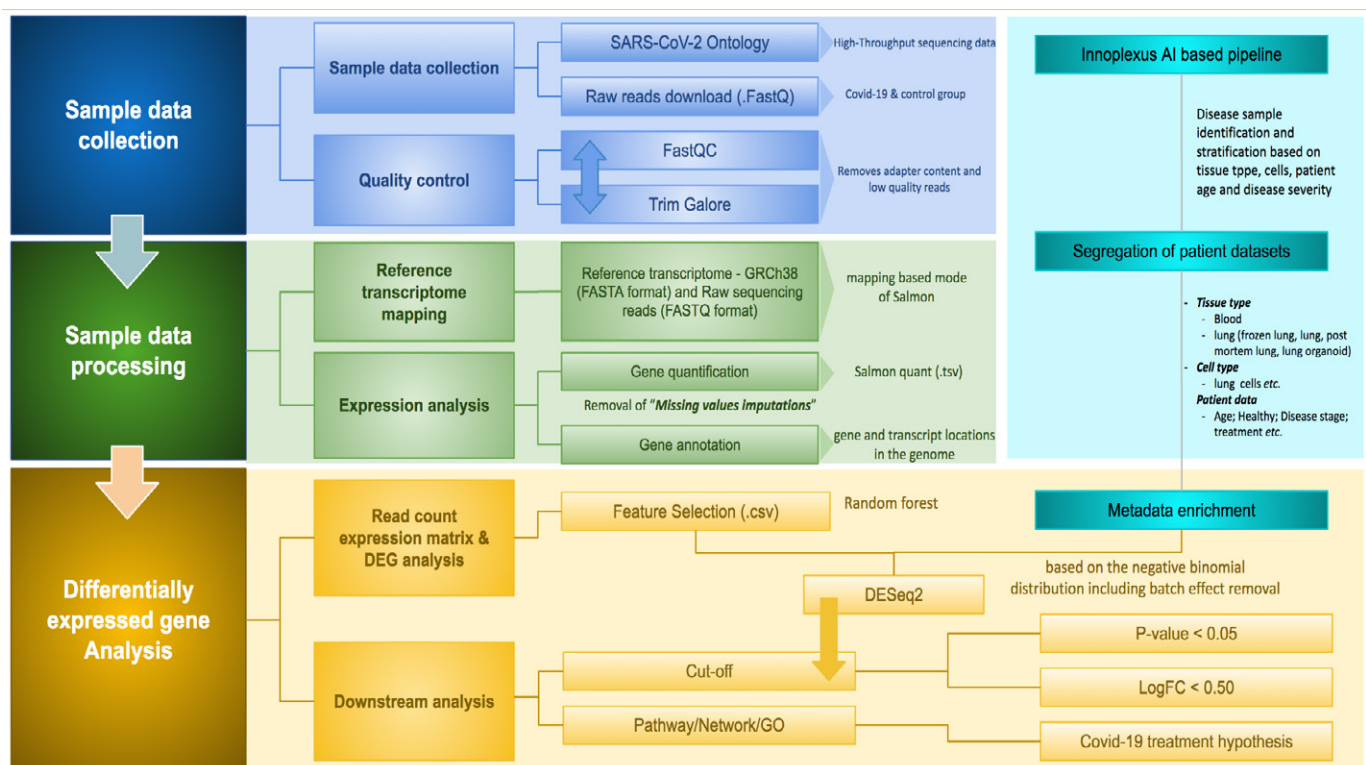 Sample data
collection
Sample data collection
SARS-CoV-2 Ontology
High-Throughput sequencing data
Raw reads download (.FastQ)
Covid-19 & control group
Quality control
FastQC
Trim Galore
Removes adapter content and
low quality reads
Sample data
processing
Reference
transcriptome
mapping
Reference transcriptome - GRCh38
(FASTA format) and Raw sequencing
reads (FASTQ format)
mapping based mode
of Salmon
Expression analysis
Gene quantification
Salmon quant (.tsv)
Removal of “Missing values imputations”
Gene annotation
gene and transcript locations
in the genome
Innoplexus AI based pipeline
Disease sample
identification and
stratification based on
tissue tppe, cells, patient
age and disease severity
Segregation of patient datasets
- Tissue type
- Blood
- lung (frozen lung, lung, post
mortem lung, lung organoid)
- Cell type
- lung cells etc.
Patient data
- Age; Healthy; Disease stage;
treatment etc.
Metadata enrichment
Differentially
expressed gene
Analysis
Read count
expression matrix &
DEG analysis
Feature Selection (.csv)
Random forest
DESeq2
based on the negative binomial
distribution including batch effect removal
Downstream analysis
Cut-off
P-value < 0.05
LogFC < 0.50
Pathway/Network/GO
Covid-19 treatment hypothesis